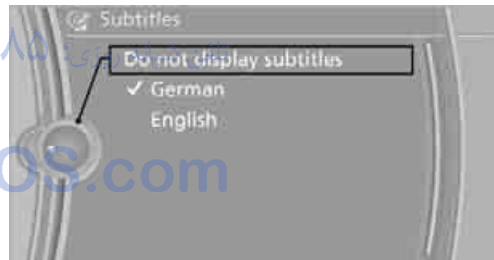 Subtitles
Do not display subtitles
✓ German
English
OS.com